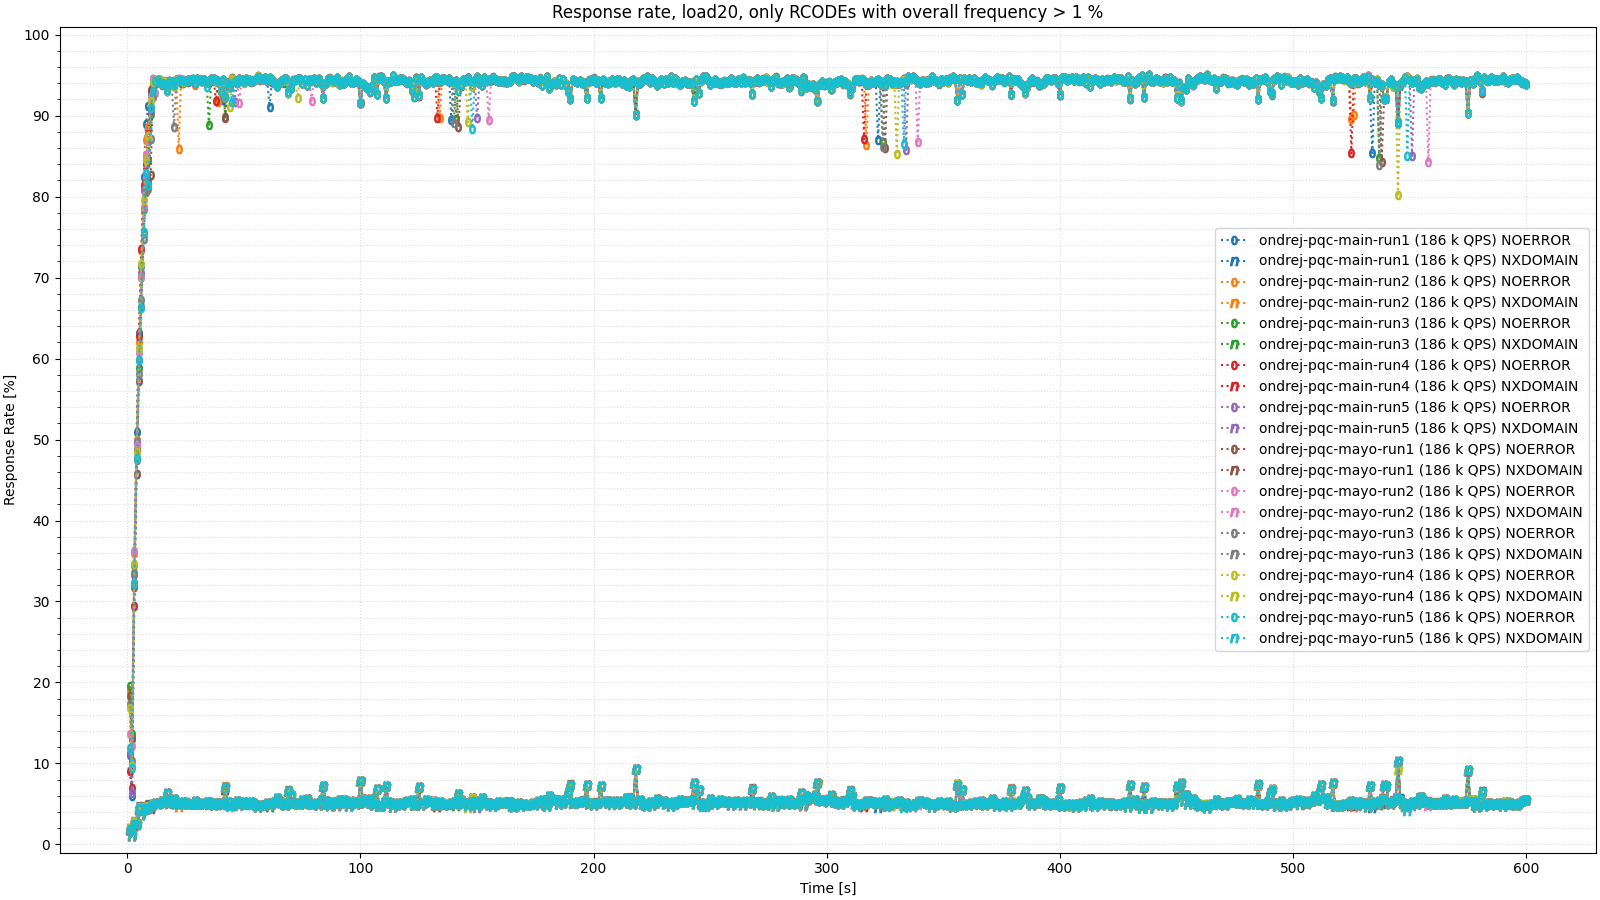 Response rate, load20, only RCODEs with overall frequency > 1 %
100
90
80
70
60
50
40
30
20
10
0
Response Rate [%]
0 100 200 300 400 500 600
Time [s]
ondrej-pqc-main-run1 (186 k QPS) NOERROR
ondrej-pqc-main-run1 (186 k QPS) NXDOMAIN
ondrej-pqc-main-run2 (186 k QPS) NOERROR
ondrej-pqc-main-run2 (186 k QPS) NXDOMAIN
ondrej-pqc-main-run3 (186 k QPS) NOERROR
ondrej-pqc-main-run3 (186 k QPS) NXDOMAIN
ondrej-pqc-main-run4 (186 k QPS) NOERROR
ondrej-pqc-main-run4 (186 k QPS) NXDOMAIN
ondrej-pqc-main-run5 (186 k QPS) NOERROR
ondrej-pqc-main-run5 (186 k QPS) NXDOMAIN
ondrej-pqc-mayo-run1 (186 k QPS) NOERROR
ondrej-pqc-mayo-run1 (186 k QPS) NXDOMAIN
ondrej-pqc-mayo-run2 (186 k QPS) NOERROR
ondrej-pqc-mayo-run2 (186 k QPS) NXDOMAIN
ondrej-pqc-mayo-run3 (186 k QPS) NOERROR
ondrej-pqc-mayo-run3 (186 k QPS) NXDOMAIN
ondrej-pqc-mayo-run4 (186 k QPS) NOERROR
ondrej-pqc-mayo-run4 (186 k QPS) NXDOMAIN
ondrej-pqc-mayo-run5 (186 k QPS) NOERROR
ondrej-pqc-mayo-run5 (186 k QPS) NXDOMAIN